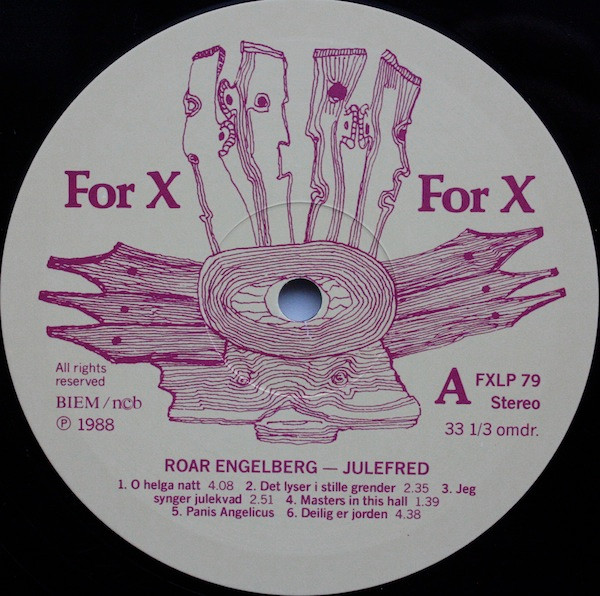 For X
For X
All rights
reserved
BIEM/ncb
Ⓟ 1988
A
FXLP 79
Stereo
33 1/3 omdr.
ROAR ENGELBERG — JULEFRED
1. O helga natt 4.08 2. Det lyser i stille grender 2.35 3. Jeg
synger julekvad 2.51 4. Masters in this hall 1.39
5. Panis Angelicus 6. Deilig er jorden 4.38